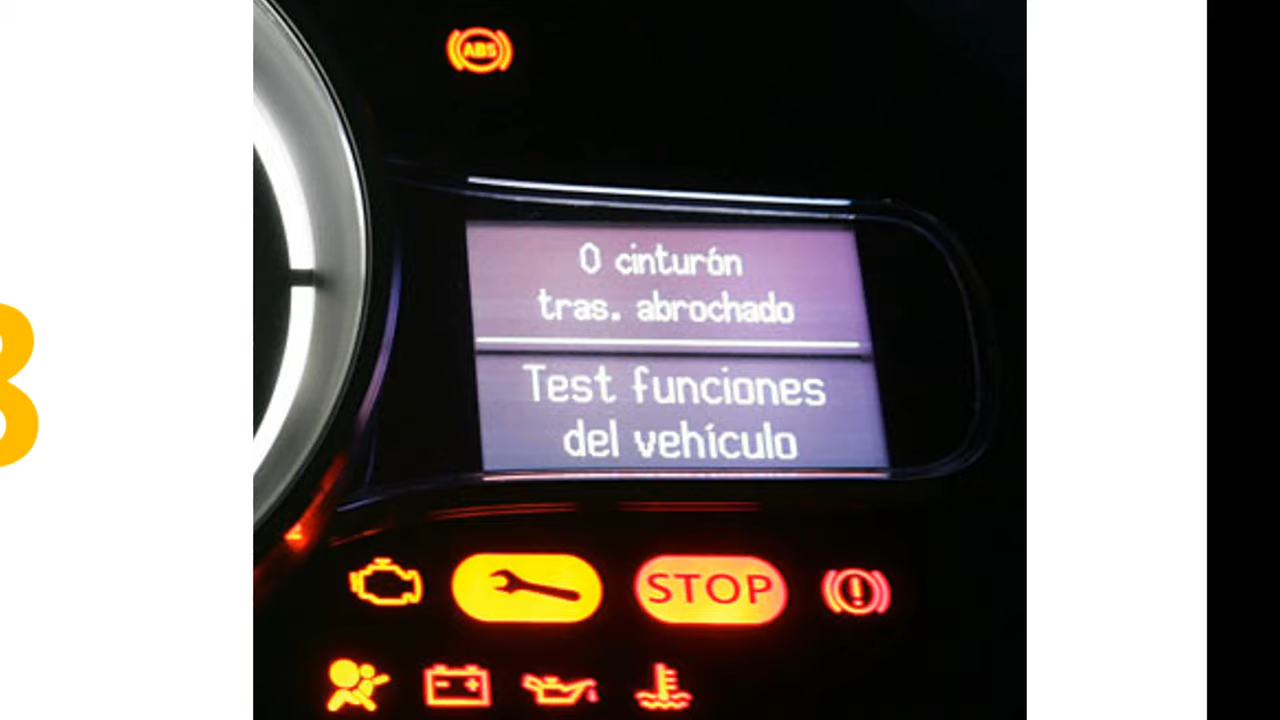 ABS
0 cinturón
tras. abrochado
Test funciones
del vehículo
STOP